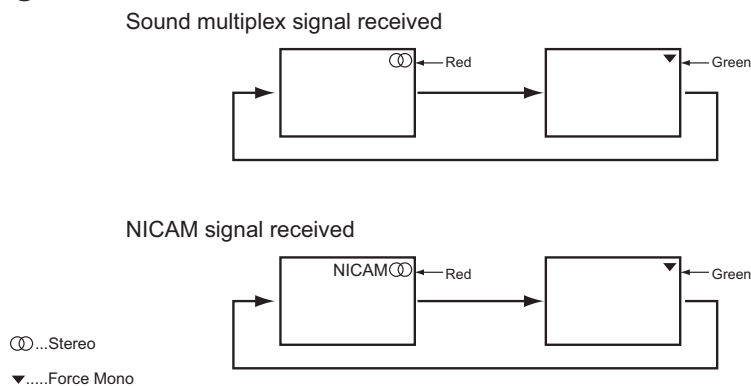 Sound multiplex signal received
Red
Green
NICAM signal received
NICAM
Red
Green
...Stereo
.....Force Mono